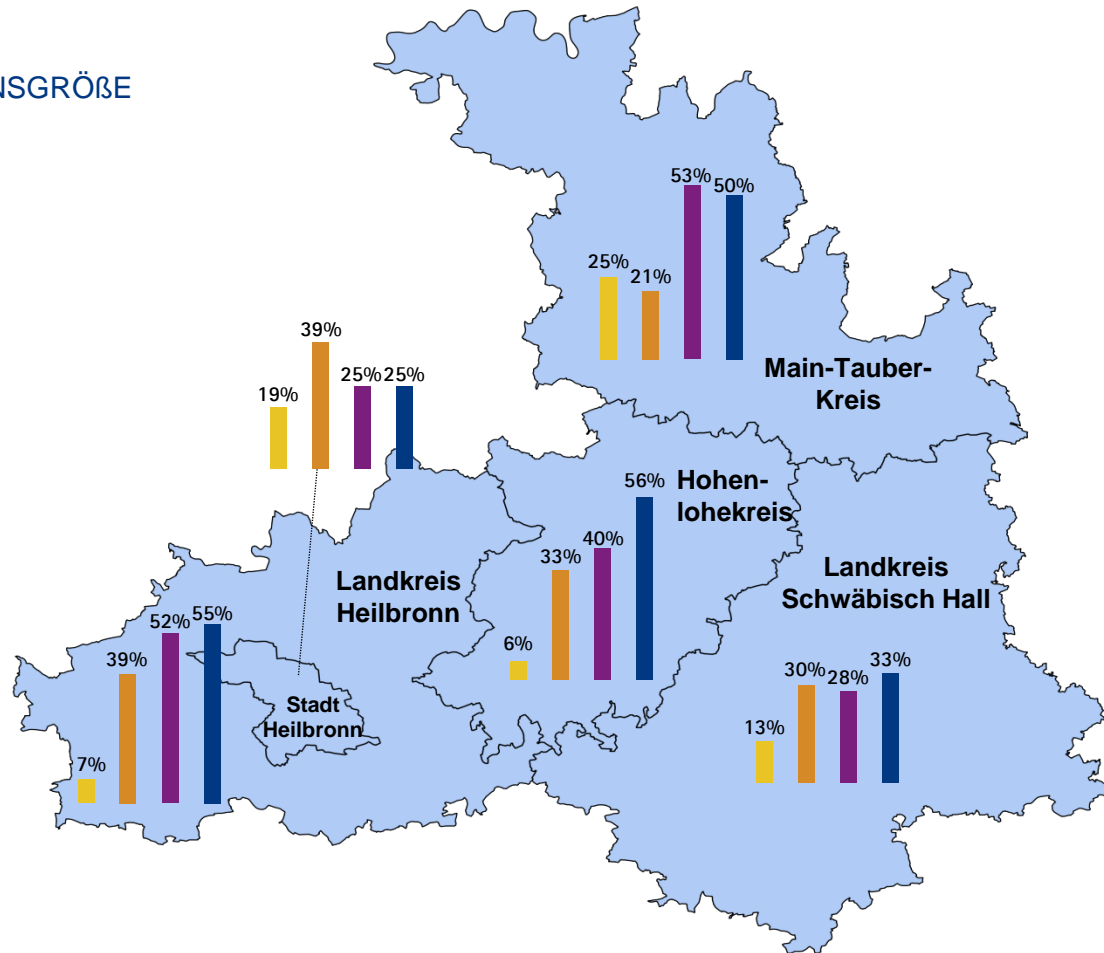 NSGRÖßE
53%
50%
25%
21%
Main-Tauber-
Kreis
39%
19%
25%
25%
Hohen-
lohekreis
56%
40%
33%
6%
Landkreis
Heilbronn
Landkreis
Schwäbisch Hall
55%
52%
39%
7%
Stadt
Heilbronn
13%
30%
28%
33%